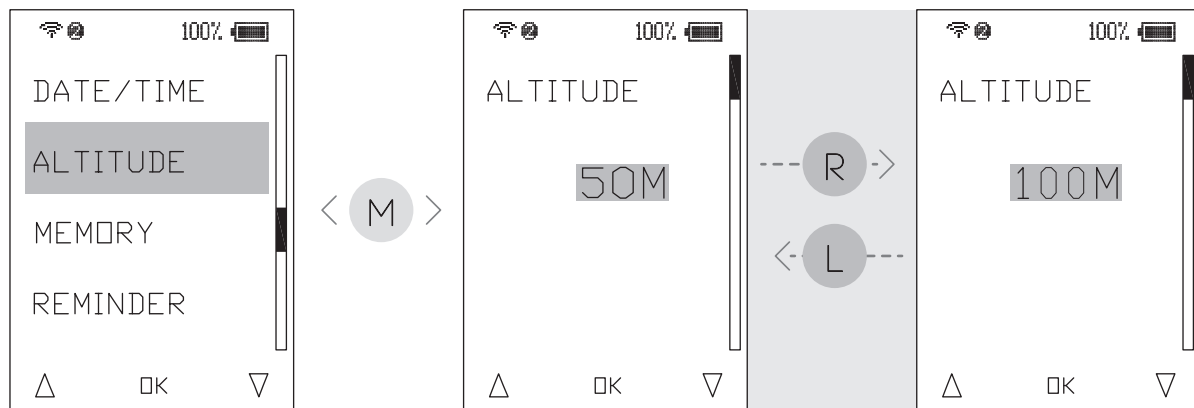 100%
DATE/TIME
ALTITUDE
MEMORY
REMINDER
OK
M
100%
ALTITUDE
50M
OK
R
L
100%
ALTITUDE
100M
OK